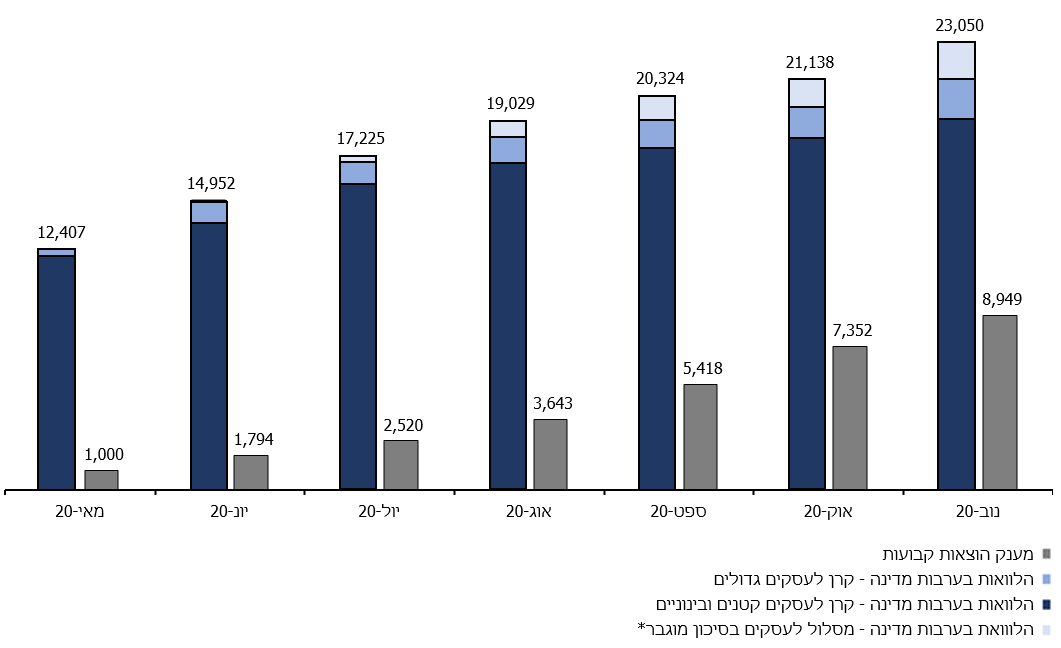 23,050
21,138
20,324
19,029
17,225
14,952
12,407
8,949
7,352
5,418
3,643
2,520
1,794
1,000
מאי-20 יונ-20 יול-20 אוג-20 ספט-20 אוק-20 נוב-20
מענק הוצאות קבועות
הלוואות בערבות מדינה - קרן לעסקים גדולים
הלוואות בערבות מדינה - קרן לעסקים קטנים ובינוניים
הלוואת בערבות מדינה - מסלול לעסקים בסיכון מוגבר*